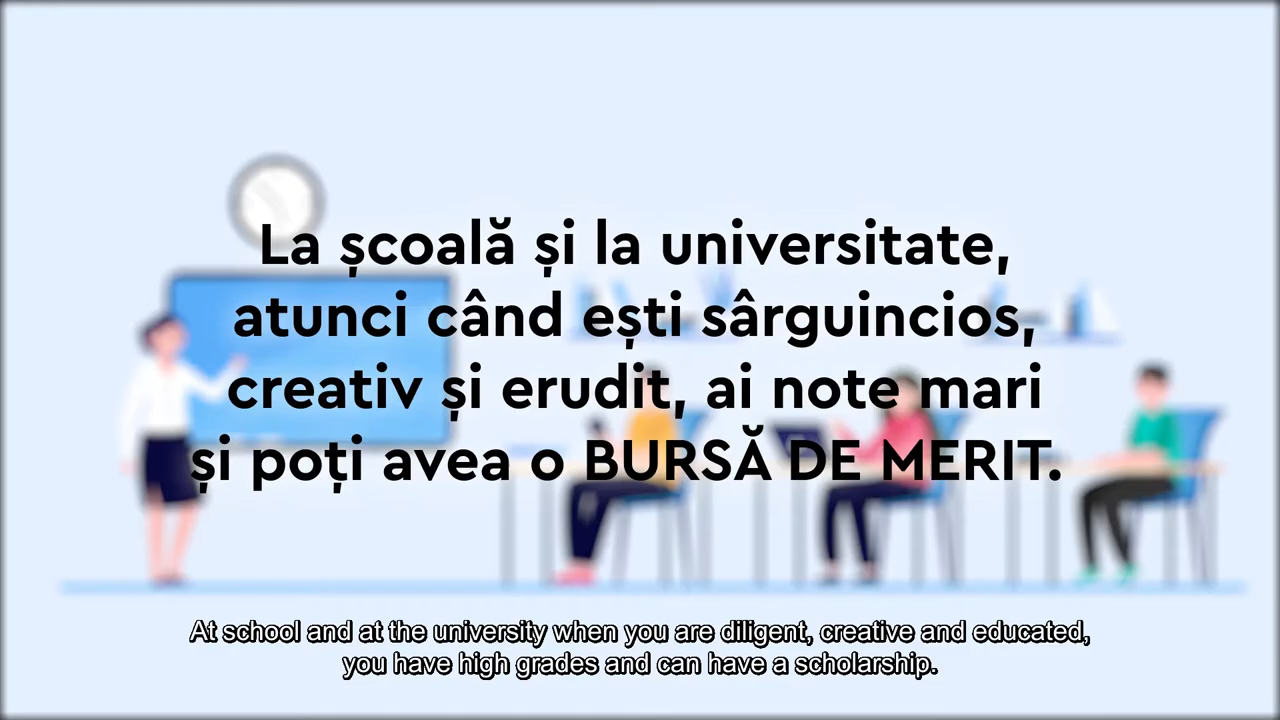 La școală și la universitate,
atunci când ești sârguincios,
creativ și erudit, ai note mari
și poți avea o BURSĂ DE MERIT.
At school and at the university when you are diligent, creative and educated,
you have high grades and can have a scholarship.